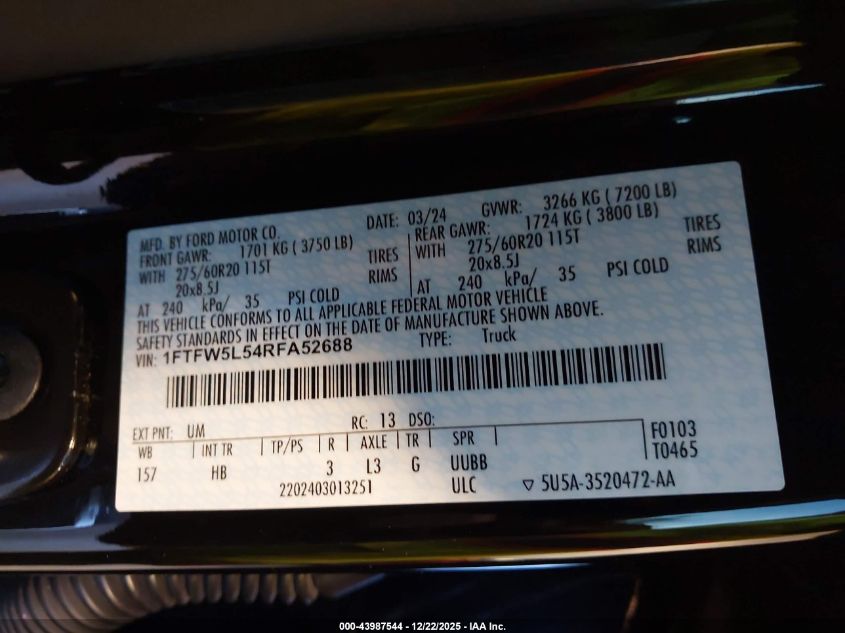 MFD. BY FORD MOTOR CO. DATE: 03/24 GVWR: 3266 KG ( 7200 LB)
FRONT GAWR: 1701 KG ( 3750 LB) REAR GAWR: 1724 KG ( 3800 LB)
WITH 275/60R20 115T TIRES WITH 275/60R20 115T TIRES
20x8.5J RIMS 20x8.5J RIMS
AT 240 kPa/ 35 PSI COLD AT 240 kPa/ 35 PSI COLD
THIS VEHICLE CONFORMS TO ALL APPLICABLE FEDERAL MOTOR VEHICLE
SAFETY STANDARDS IN EFFECT ON THE DATE OF MANUFACTURE SHOWN ABOVE.
VIN: 1FTFW5L54RFA52688 TYPE: Truck
EXT PNT: UM RC: 13 DSO:
WB INT TR TP/PS R AXLE TR SPR F0103
157 HB 3 L3 G UUBB T0465
2202403013251 ULC ▽ 5U5A-3520472-AA
000-43987544 - 12/22/2025 - IAA Inc.